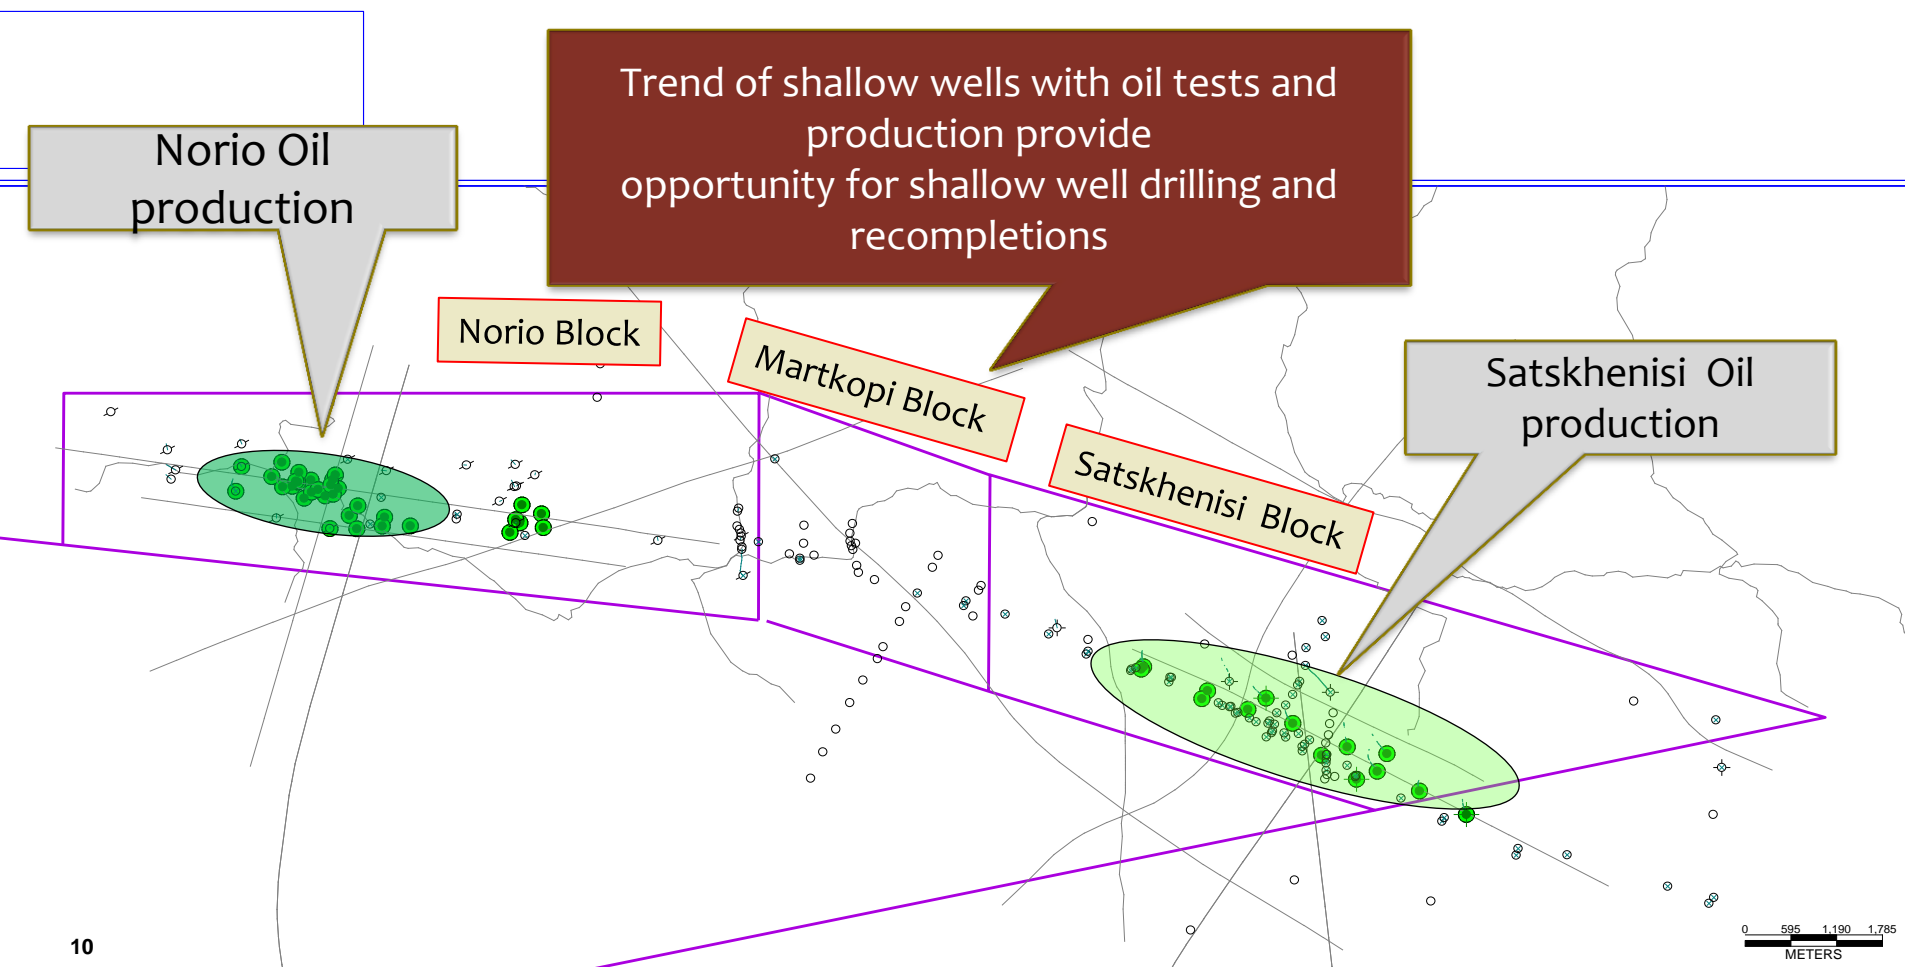 Trend of shallow wells with oil tests and
production provide
opportunity for shallow well drilling and
recompletions
Norio Oil
production
Norio Block
Martkopi Block
Satskhenisi Block
Satskhenisi Oil
production
10
0 595 1,190 1,785
METERS